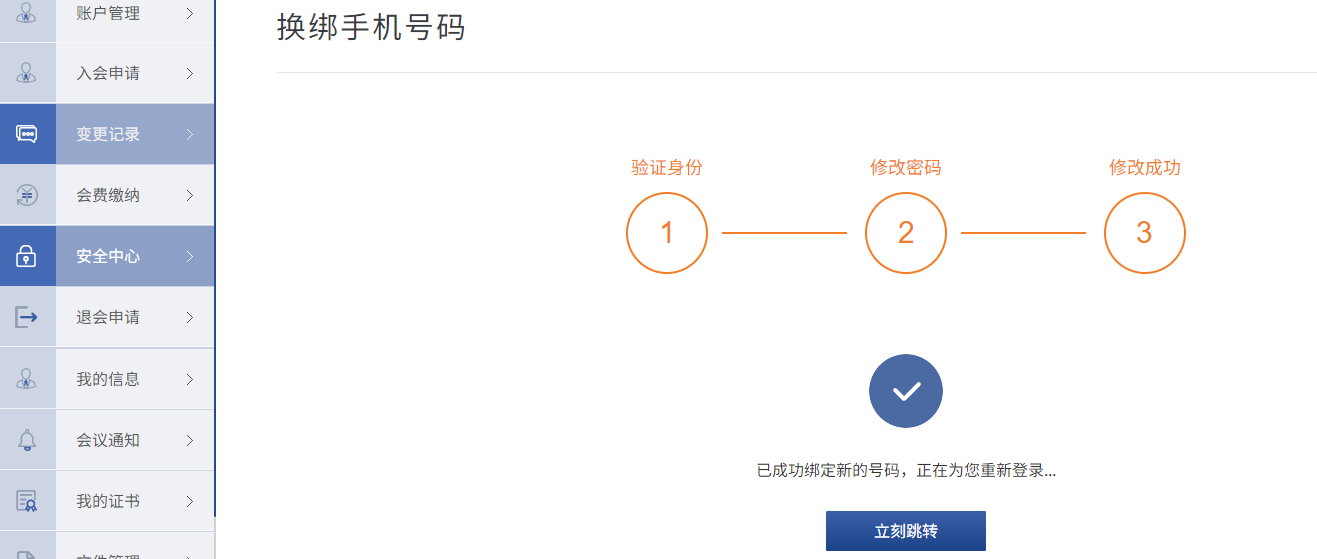 账户管理
入会申请
变更记录
会费缴纳
安全中心
退会申请
我的信息
会议通知
我的证书
文件管理
换绑手机号码
验证身份
修改密码
修改成功
1
2
3
已成功绑定新的号码，正在为您重新登录...
立刻跳转